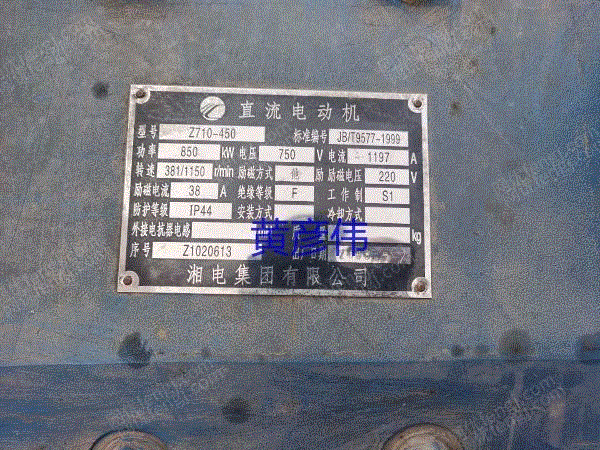 直流电动机
型号 Z710-450 标准编号 JB/T9577-1999
功率 850 kW 电压 750 V 电流 1197 A
转速 381/1150 r/min 励磁方式 他 励 励磁电压 220 V
励磁电流 38 A 绝缘等级 F 工作制 S1
防护等级 IP44 安装方式 冷却方式
外接电抗器电感 kg
序号 Z1020613 日期
湘电集团有限公司
黄彦伟